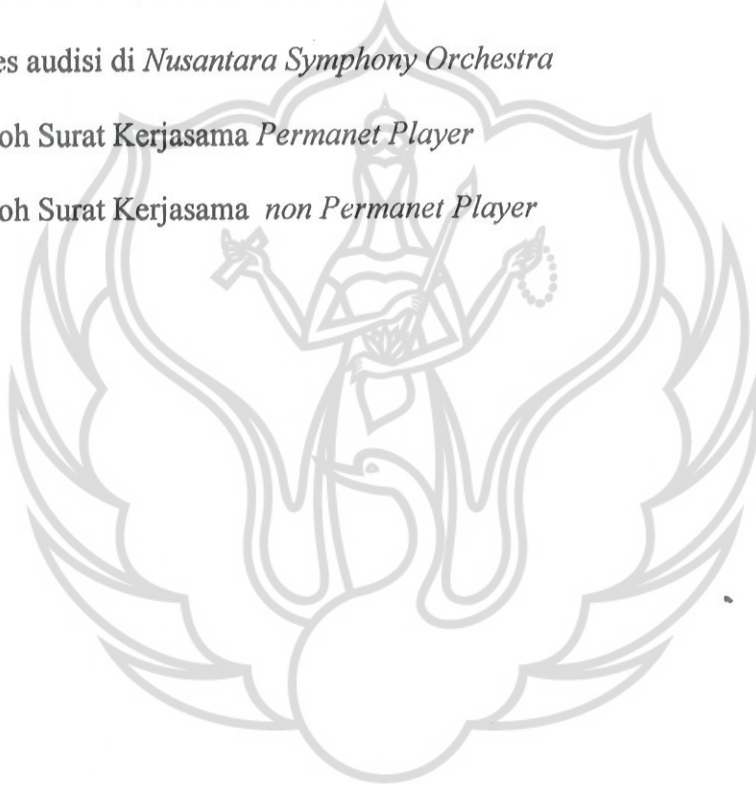 es audisi di Nusantara Symphony Orchestra
oh Surat Kerjasama Permanet Player
oh Surat Kerjasama non Permanet Player